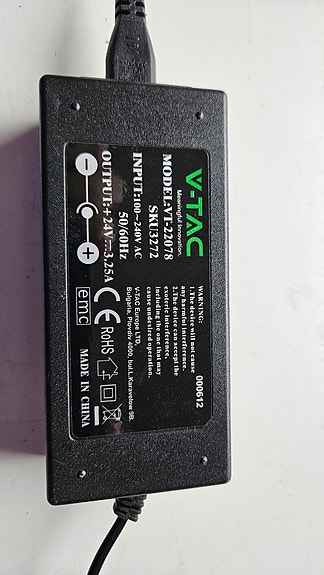 V-TAC
Meaningful Innovation.
MODEL:VT-22078
SKU3272
INPUT:100~240V AC
50/60Hz
OUTPUT:+24V⎓3.25A
WARNING:
1.The device will not cause
any harmful interference.
2.The device can accept the
exoteric interference.
including the one that may
cause undesired operation.
000612
V-TAC Europe LTD.
Bulgaria, Plovdiv 4000, bul.L.Karavelow 9B.
CE RoHS
emc
MADE IN CHINA